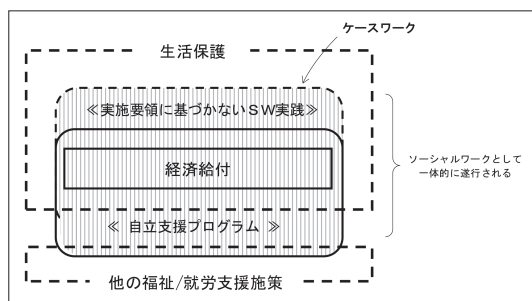 ケースワーク
生活保護
≪実施要領に基づかないSW実践≫
経済給付
ソーシャルワークとして
一体的に遂行される
≪ 自立支援プログラム ≫
他の福祉/就労支援施策